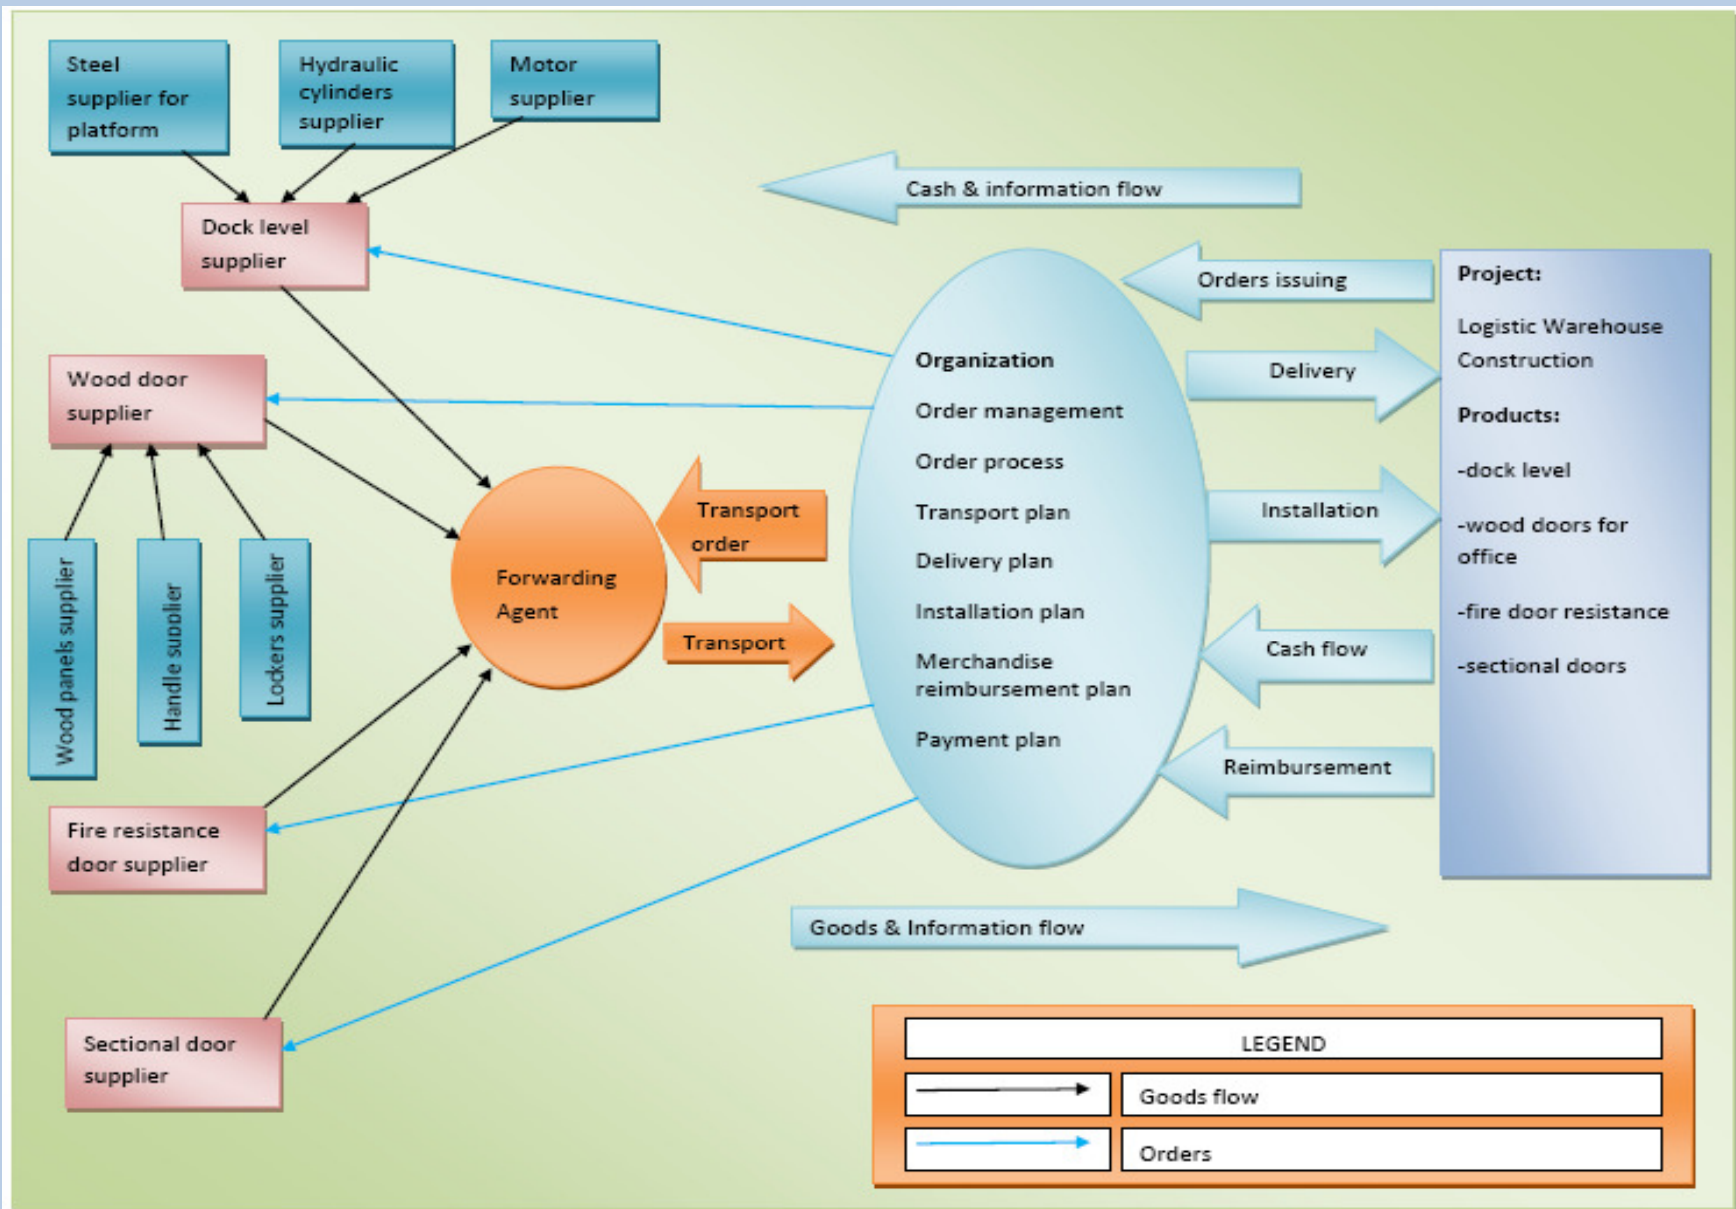 Steel
supplier for
platform
Hydraulic
cylinders
supplier
Motor
supplier
Cash & information flow
Dock level
supplier
Orders issuing
Project:
Logistic Warehouse
Construction
Products:
-dock level
-wood doors for
office
-fire door resistance
-sectional doors
Delivery
Organization
Order management
Order process
Transport plan
Delivery plan
Installation plan
Merchandise
reimbursement plan
Payment plan
Wood door
supplier
Installation
Transport
order
Forwarding
Agent
Transport
Cash flow
Reimbursement
Wood panels supplier
Handle supplier
Lockers supplier
Fire resistance
door supplier
Goods & Information flow
Sectional door
supplier
LEGEND
Goods flow
Orders